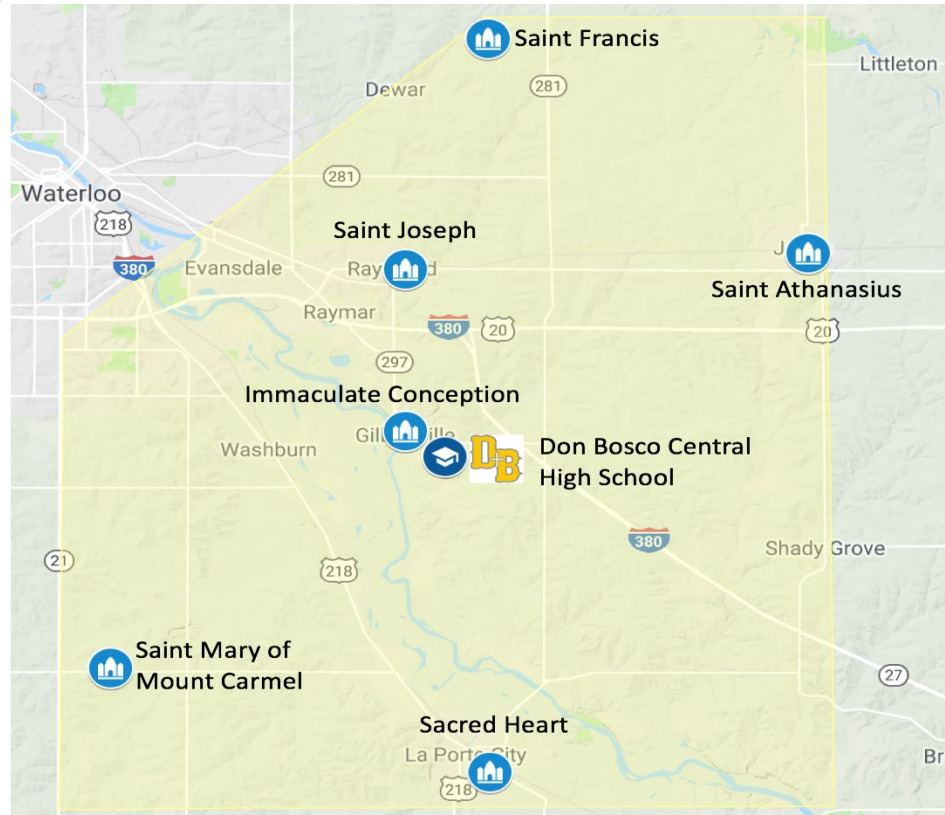 Saint Francis
Littleton
Dewar
281
281
Waterloo
218
Saint Joseph
380
Evansdale
Saint Athanasius
Raymar
380
20
20
297
Immaculate Conception
Washburn
DB
Don Bosco Central
High School
380
Shady Grove
21
218
Saint Mary of
Mount Carmel
27
Sacred Heart
La Porte City
218
Br